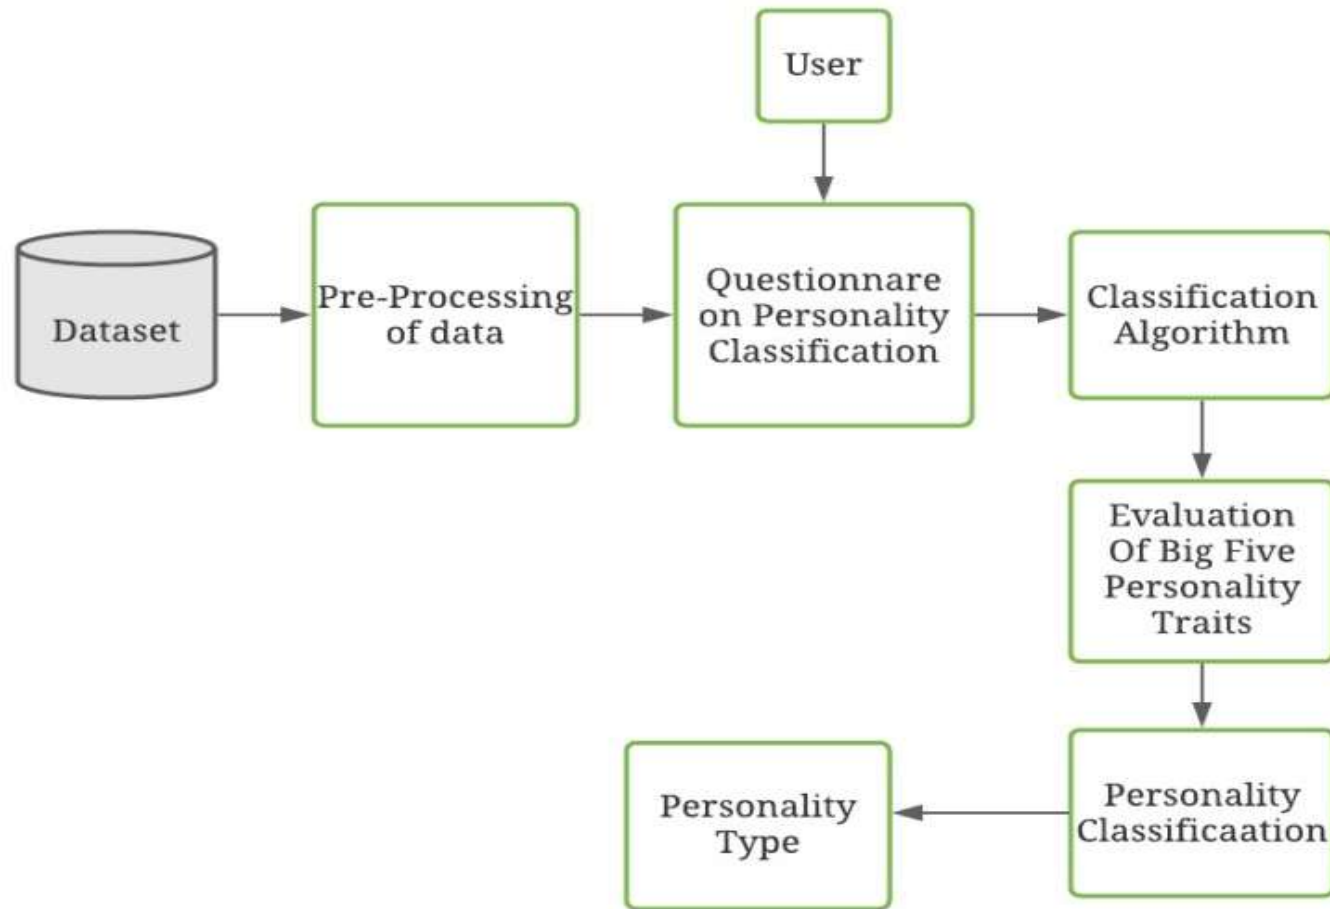 User
Dataset
Pre-Processing
of data
Questionnare
on Personality
Classification
Classification
Algorithm
Evaluation
Of Big Five
Personality
Traits
Personality
Classificaation
Personality
Type